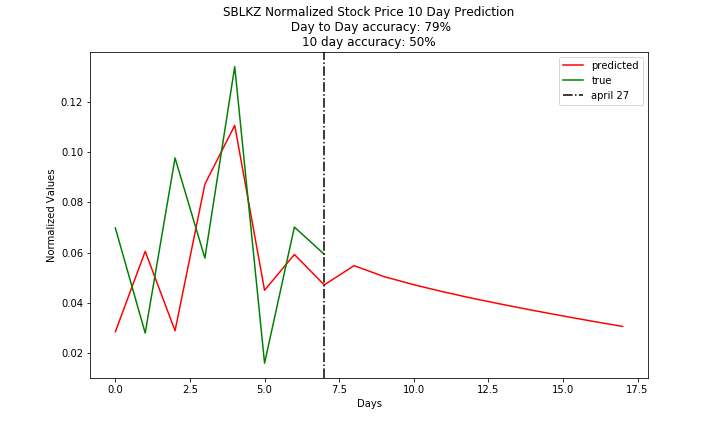 SBLKZ Normalized Stock Price 10 Day Prediction
Day to Day accuracy: 79%
10 day accuracy: 50%
predicted
true
april 27
Normalized Values
0.12
0.10
0.08
0.06
0.04
0.02
0.0 2.5 5.0 7.5 10.0 12.5 15.0 17.5
Days